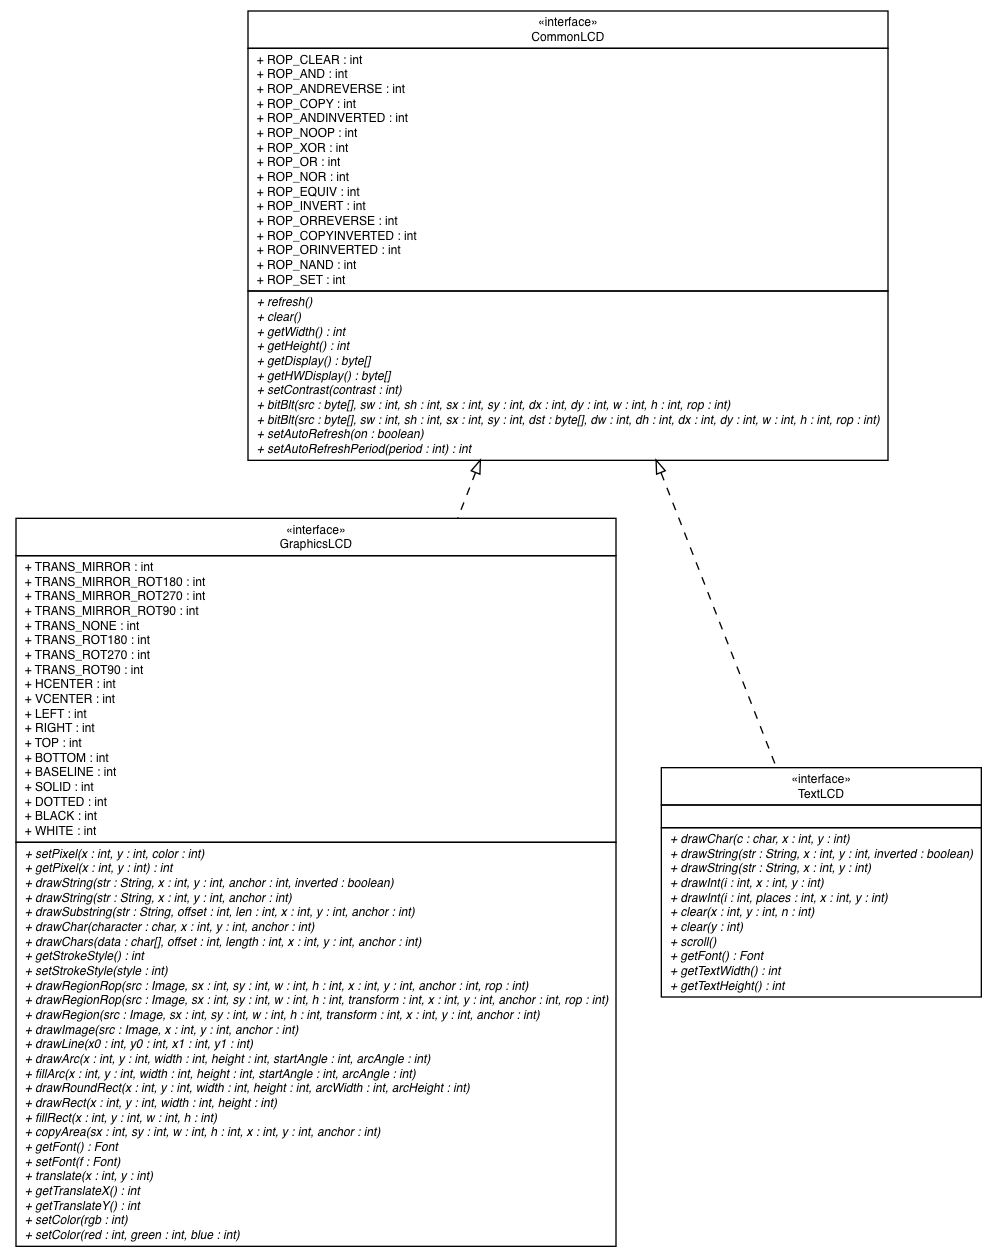 «interface»
CommonLCD
+ ROP_CLEAR : int
+ ROP_AND : int
+ ROP_ANDREVERSE : int
+ ROP_COPY : int
+ ROP_ANDINVERTED : int
+ ROP_NOOP : int
+ ROP_XOR : int
+ ROP_OR : int
+ ROP_NOR : int
+ ROP_EQUIV : int
+ ROP_INVERT : int
+ ROP_ORREVERSE : int
+ ROP_COPYINVERTED : int
+ ROP_ORINVERTED : int
+ ROP_NAND : int
+ ROP_SET : int
+ refresh()
+ clear()
+ getWidth() : int
+ getHeight() : int
+ getDisplay() : byte[]
+ getHWDisplay() : byte[]
+ setContrast(contrast : int)
+ bitBlt(src : byte[], sw : int, sh : int, sx : int, sy : int, dx : int, dy : int, w : int, h : int, rop : int)
+ bitBlt(src : byte[], sw : int, sh : int, sx : int, sy : int, dst : byte[], dw : int, dh : int, dx : int, dy : int, w : int, h : int, rop : int)
+ setAutoRefresh(on : boolean)
+ setAutoRefreshPeriod(period : int) : int
«interface»
GraphicsLCD
+ TRANS_MIRROR : int
+ TRANS_MIRROR_ROT180 : int
+ TRANS_MIRROR_ROT270 : int
+ TRANS_MIRROR_ROT90 : int
+ TRANS_NONE : int
+ TRANS_ROT180 : int
+ TRANS_ROT270 : int
+ TRANS_ROT90 : int
+ HCENTER : int
+ VCENTER : int
+ LEFT : int
+ RIGHT : int
+ TOP : int
+ BOTTOM : int
+ BASELINE : int
+ SOLID : int
+ DOTTED : int
+ BLACK : int
+ WHITE : int
+ setPixel(x : int, y : int, color : int)
+ getPixel(x : int, y : int) : int
+ drawString(str : String, x : int, y : int, anchor : int, inverted : boolean)
+ drawString(str : String, x : int, y : int, anchor : int)
+ drawSubstring(str : String, offset : int, len : int, x : int, y : int, anchor : int)
+ drawChar(character : char, x : int, y : int, anchor : int)
+ drawChars(data : char[], offset : int, length : int, x : int, y : int, anchor : int)
+ getStrokeStyle() : int
+ setStrokeStyle(style : int)
+ drawRegionRop(src : Image, sx : int, sy : int, w : int, h : int, x : int, y : int, anchor : int, rop : int)
+ drawRegionRop(src : Image, sx : int, sy : int, w : int, h : int, transform : int, x : int, y : int, anchor : int, rop : int)
+ drawRegion(src : Image, sx : int, sy : int, w : int, h : int, transform : int, x : int, y : int, anchor : int)
+ drawImage(src : Image, x : int, y : int, anchor : int)
+ drawLine(x0 : int, y0 : int, x1 : int, y1 : int)
+ drawArc(x : int, y : int, width : int, height : int, startAngle : int, arcAngle : int)
+ fillArc(x : int, y : int, width : int, height : int, startAngle : int, arcAngle : int)
+ drawRoundRect(x : int, y : int, width : int, height : int, arcWidth : int, arcHeight : int)
+ drawRect(x : int, y : int, width : int, height : int)
+ fillRect(x : int, y : int, w : int, h : int)
+ copyArea(sx : int, sy : int, w : int, h : int, x : int, y : int, anchor : int)
+ getFont() : Font
+ setFont(f : Font)
+ translate(x : int, y : int)
+ getTranslateX() : int
+ getTranslateY() : int
+ setColor(rgb : int)
+ setColor(red : int, green : int, blue : int)
«interface»
TextLCD
+ drawChar(c : char, x : int, y : int)
+ drawString(str : String, x : int, y : int, inverted : boolean)
+ drawString(str : String, x : int, y : int)
+ drawInt(i : int, x : int, y : int)
+ drawInt(i : int, places : int, x : int, y : int)
+ clear(x : int, y : int, n : int)
+ clear(y : int)
+ scroll()
+ getFont() : Font
+ getTextWidth() : int
+ getTextHeight() : int